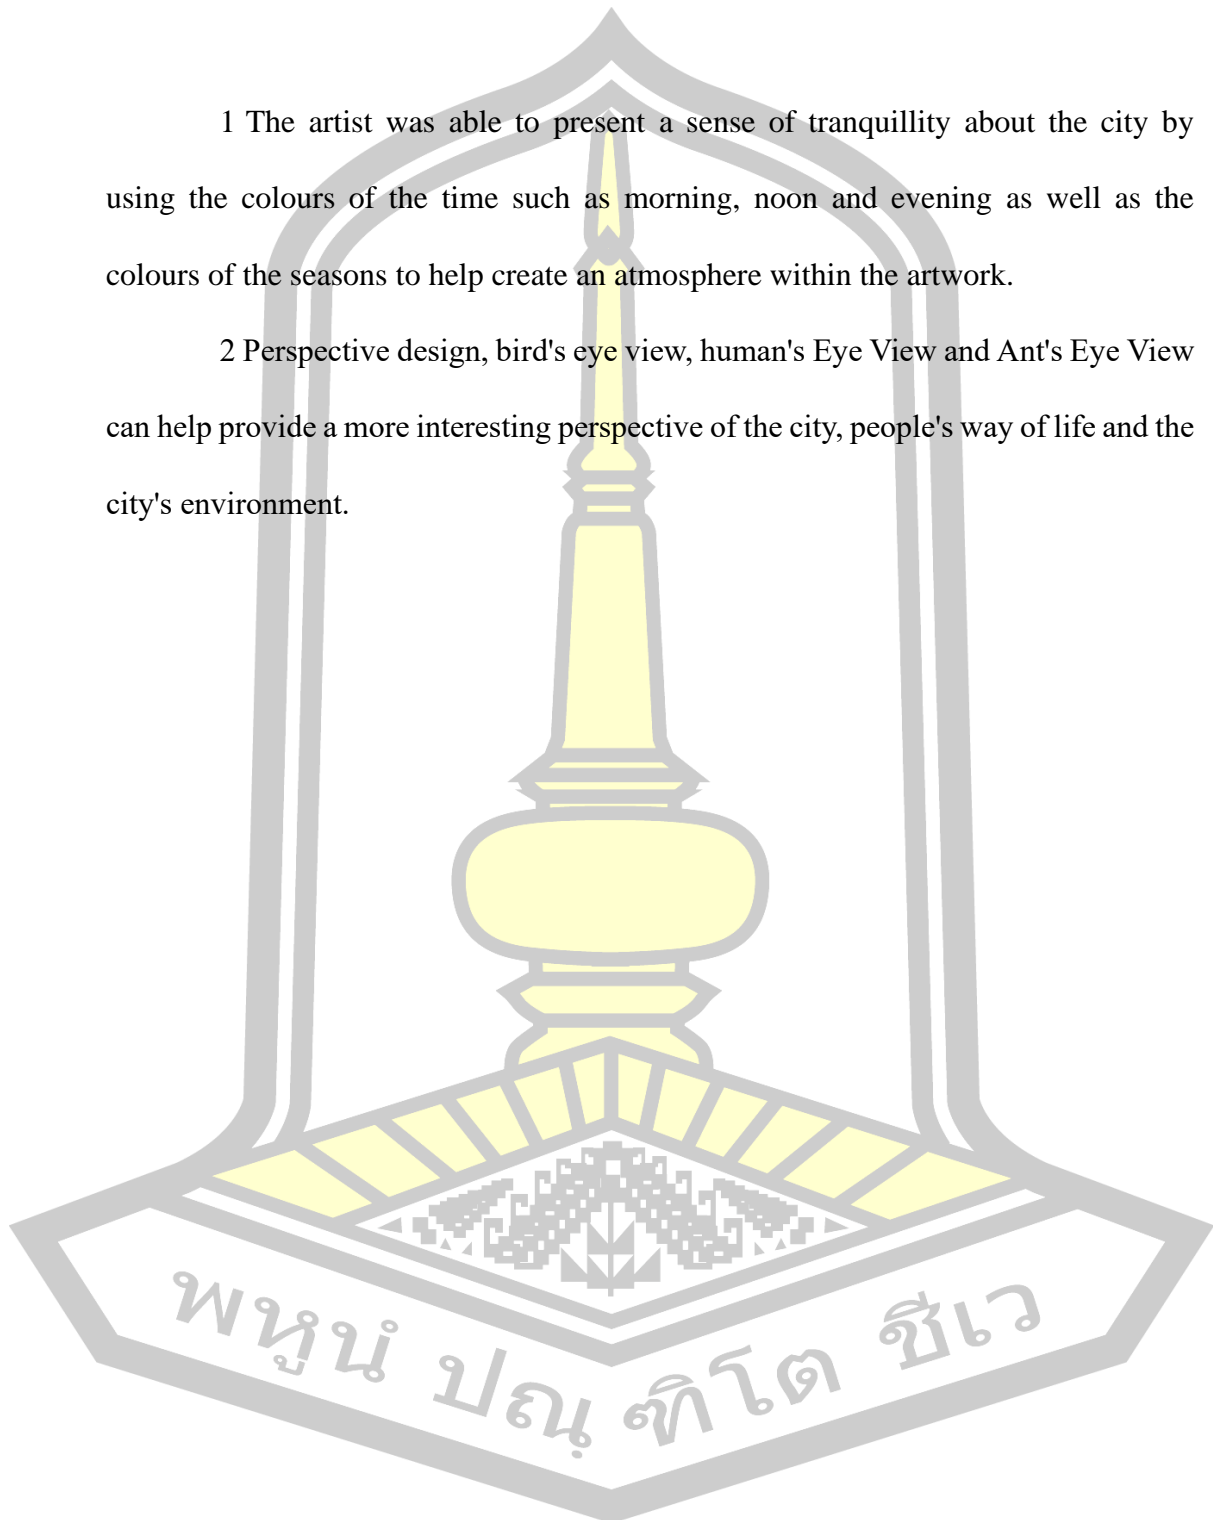 1 The artist was able to present a sense of tranquillity about the city by
using the colours of the time such as morning, noon and evening as well as the
colours of the seasons to help create an atmosphere within the artwork.
2 Perspective design, bird's eye view, human's Eye View and Ant's Eye View
can help provide a more interesting perspective of the city, people's way of life and the
city's environment.
พหูนํ ปณฺ ฑิโต ชีเว